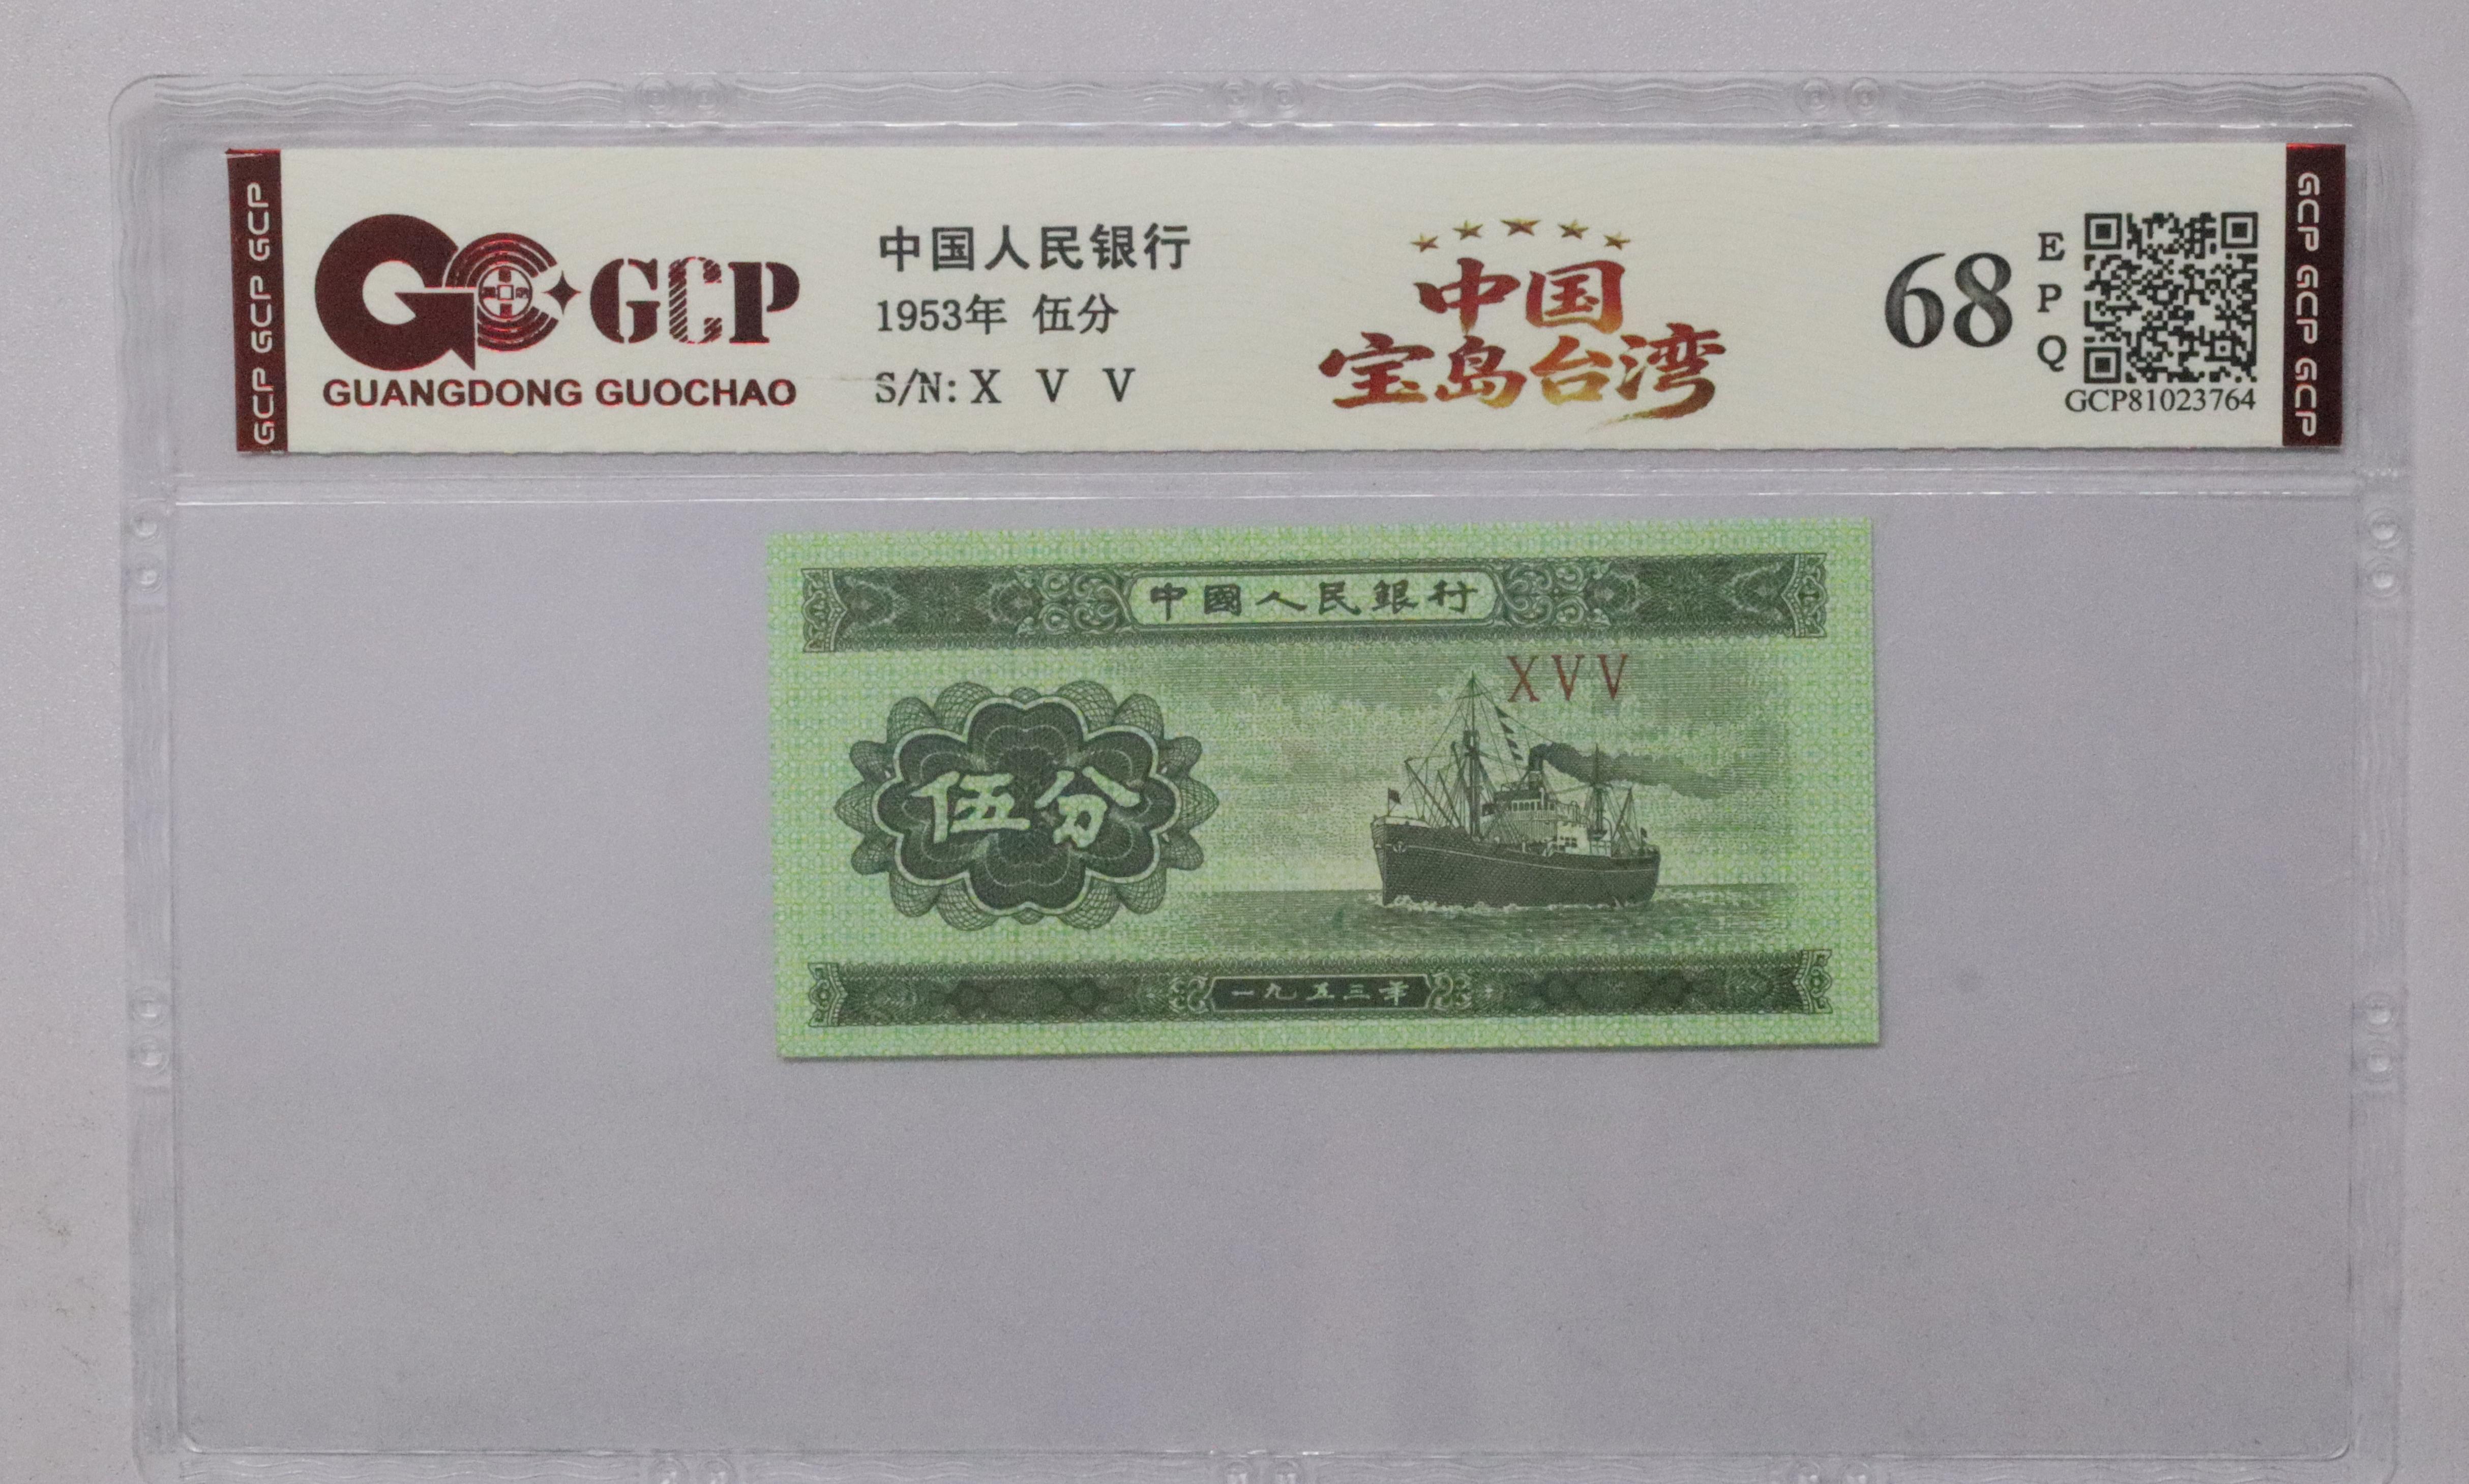 GCP GCP GCP
GCP
GUANGDONG GUOCHAO
中国人民银行
1953年 伍分
S/N: X V V
中国
宝岛台湾
68
E
P
Q
GCP81023764
GCP GCP GCP
中國人民銀行
XVV
伍分
一九五三年